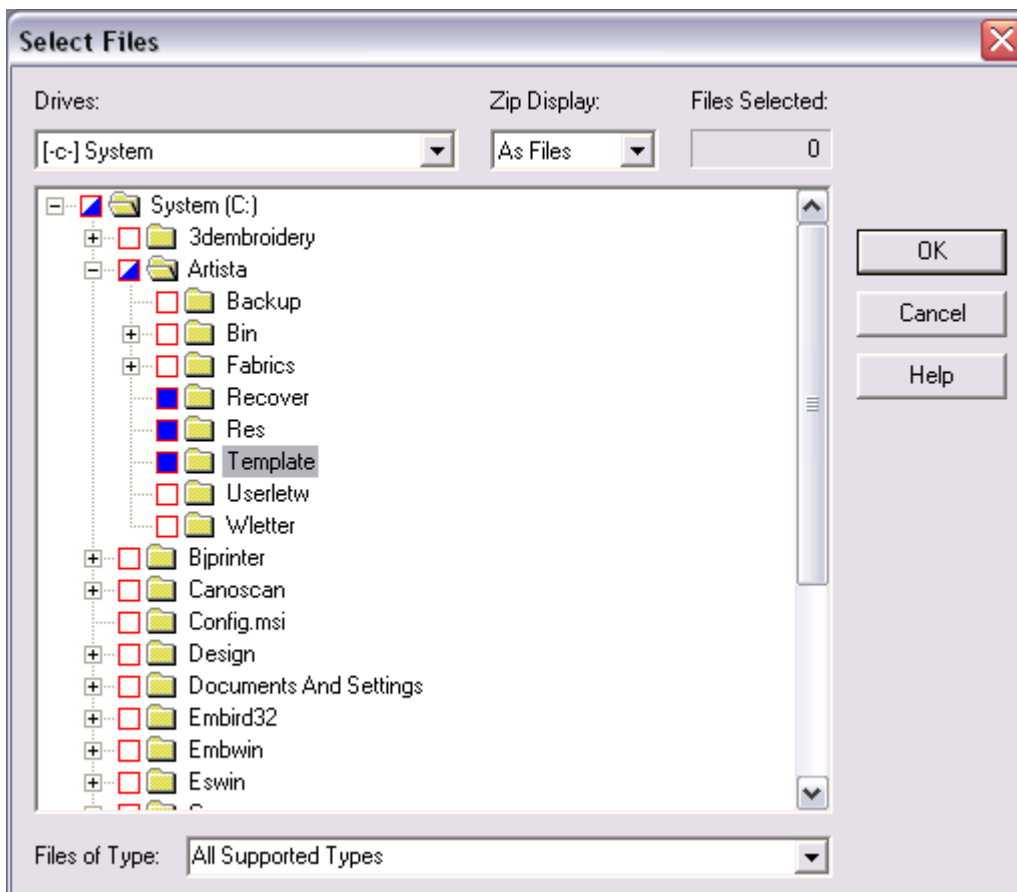 Select Files
Drives: Zip Display: Files Selected:
[-c-] System As Files 0
System (C:)
3dembroidery
Artista
Backup
Bin
Fabrics
Recover
Res
Template
Userletw
Wletter
Bjprinter
Canoscan
Config.msi
Design
Documents And Settings
Embird32
Embwin
Eswin
OK
Cancel
Help
Files of Type: All Supported Types